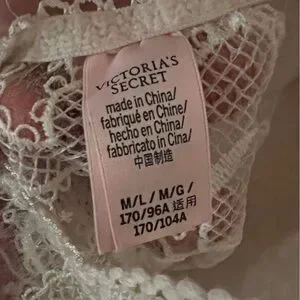 VICTORIA'S
SECRET
made in China/
fabriqué en Chine/
hecho en China/
fabbricato in Cina/
中国制造
M/L / M/G /
170/96A 适用
170/104A